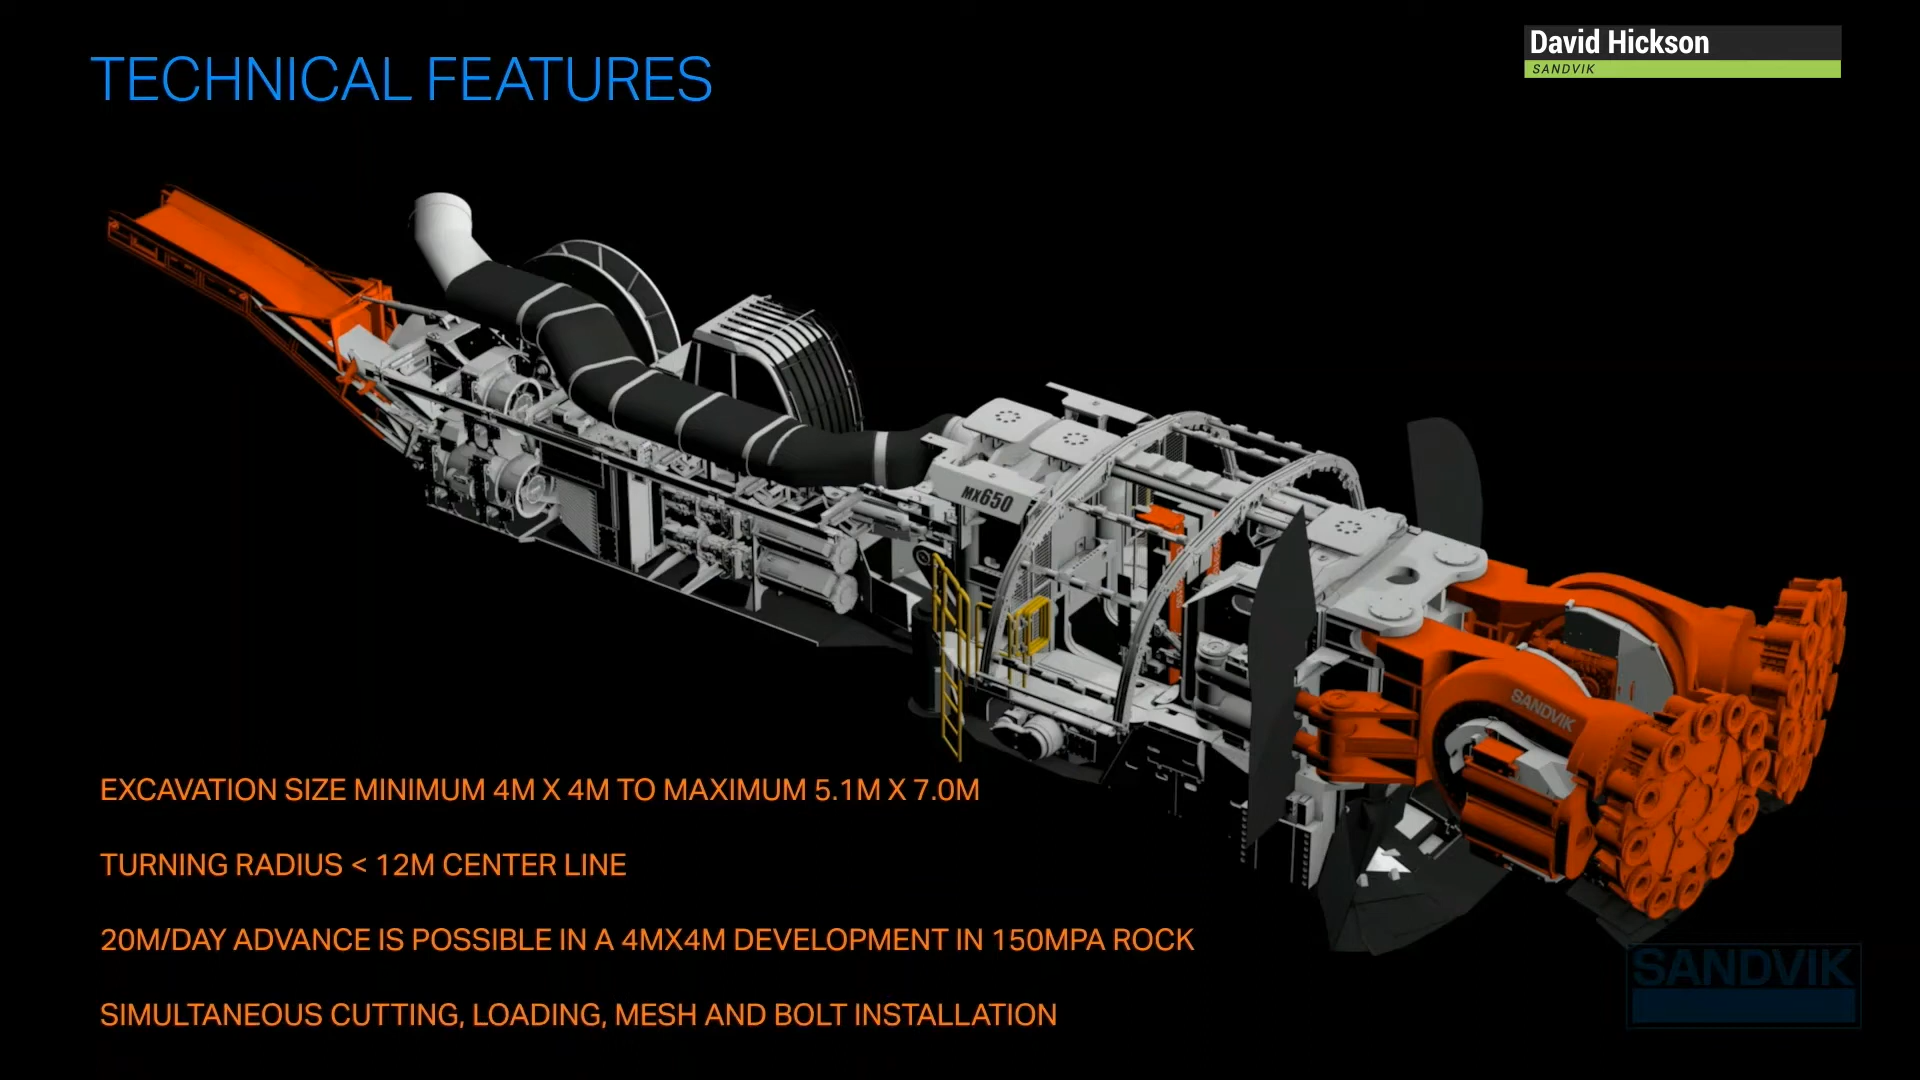 TECHNICAL FEATURES
David Hickson
SANDVIK
MX650
SANDVIK
EXCAVATION SIZE MINIMUM 4M X 4M TO MAXIMUM 5.1M X 7.0M
TURNING RADIUS < 12M CENTER LINE
20M/DAY ADVANCE IS POSSIBLE IN A 4MX4M DEVELOPMENT IN 150MPA ROCK
SIMULTANEOUS CUTTING, LOADING, MESH AND BOLT INSTALLATION
SANDVIK